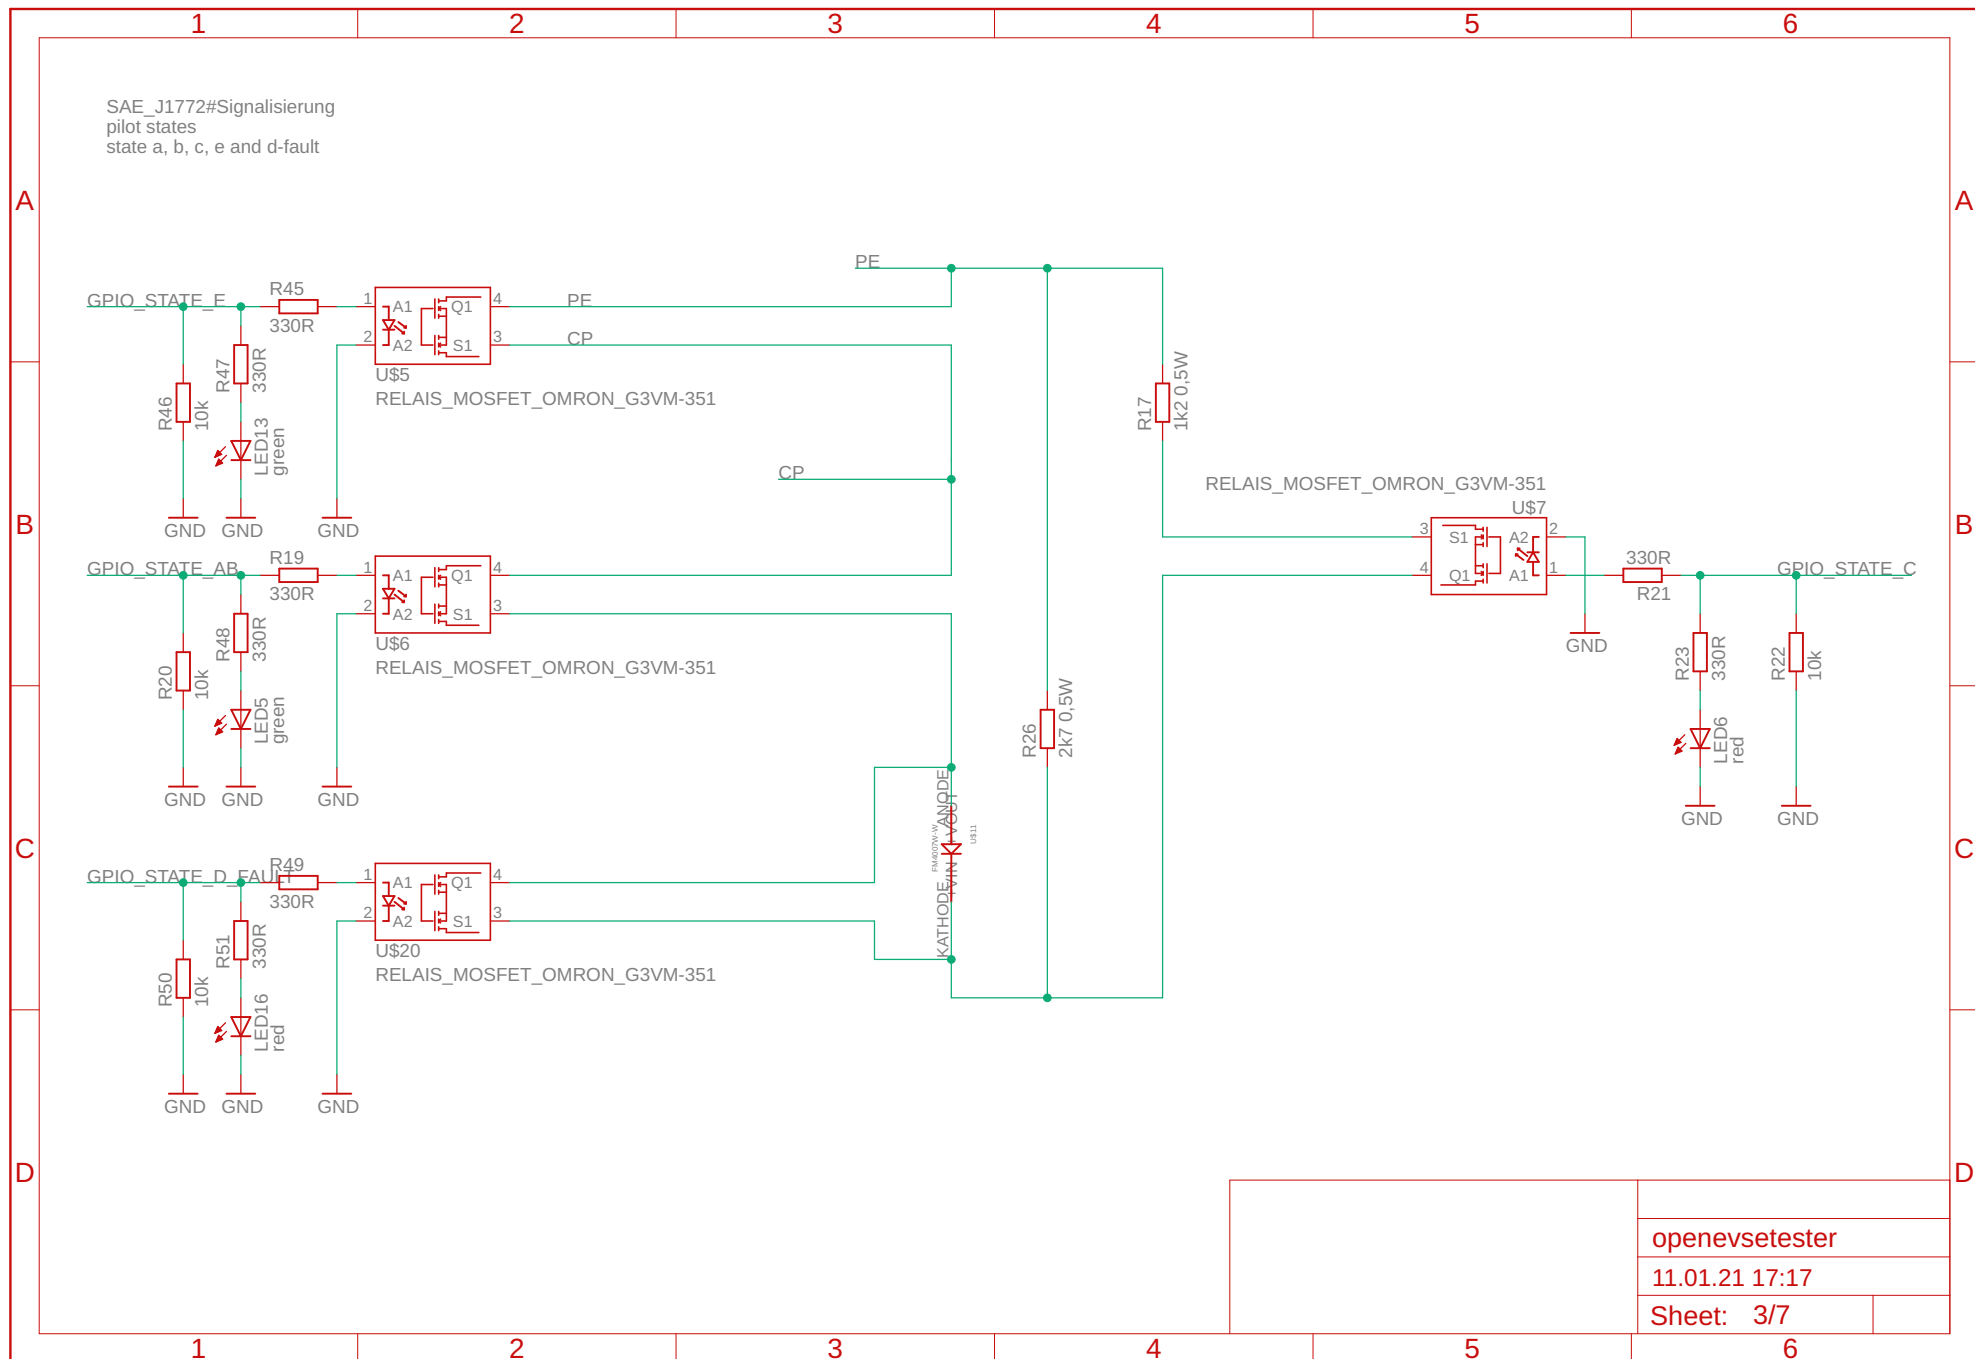 1 2 3 4 5 6
A A
B B
C C
D D
SAE_J1772#Signalisierung
pilot states
state a, b, c, e and d-fault
GPIO_STATE_E
R45
330R
R46
10k
R47
330R
LED13
green
GND GND GND
1 A1 Q1 4
2 A2 S1 3
U$5
RELAIS_MOSFET_OMRON_G3VM-351
PE
CP
PE
CP
GPIO_STATE_AB
R19
330R
R20
10k
R48
330R
LED5
green
GND GND GND
1 A1 Q1 4
2 A2 S1 3
U$6
RELAIS_MOSFET_OMRON_G3VM-351
GPIO_STATE_D_FAULT
R49
330R
R50
10k
R51
330R
LED16
red
GND GND GND
1 A1 Q1 4
2 A2 S1 3
U$20
RELAIS_MOSFET_OMRON_G3VM-351
KATHODE ANODE
VIN VOUT
FM4007W-W
U$11
R26
2k7 0,5W
R17
1k2 0,5W
RELAIS_MOSFET_OMRON_G3VM-351
U$7
3 S1 A2 2
4 Q1 A1 1
GND
330R
R21
GPIO_STATE_C
R23
330R
LED6
red
R22
10k
GND GND
openevsetester
11.01.21 17:17
Sheet: 3/7
1 2 3 4 5 6